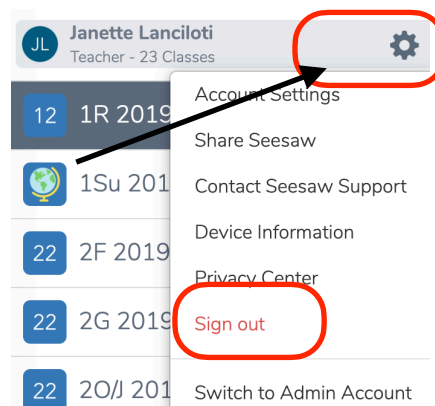 JL
Janette Lanciloti
Teacher - 23 Classes
12 1R 2019
1Su 201
22 2F 2019
22 2G 2019
22 2O/J 201
Account Settings
Share Seesaw
Contact Seesaw Support
Device Information
Privacy Center
Sign out
Switch to Admin Account